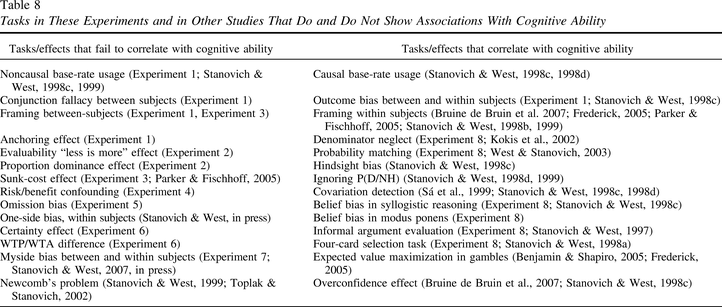 Table 8
Tasks in These Experiments and in Other Studies That Do and Do Not Show Associations With Cognitive Ability
Tasks/effects that fail to correlate with cognitive ability
Tasks/effects that correlate with cognitive ability
Noncausal base-rate usage (Experiment 1; Stanovich &
West, 1998c, 1999)
Causal base-rate usage (Stanovich & West, 1998c, 1998d)
Conjunction fallacy between subjects (Experiment 1)
Outcome bias between and within subjects (Experiment 1; Stanovich & West, 1998c)
Framing between-subjects (Experiment 1, Experiment 3)
Framing within subjects (Bruine de Bruin et al. 2007; Frederick, 2005; Parker &
Fischhoff, 2005; Stanovich & West, 1998b, 1999)
Anchoring effect (Experiment 1)
Denominator neglect (Experiment 8; Kokis et al., 2002)
Evaluability “less is more” effect (Experiment 2)
Probability matching (Experiment 8; West & Stanovich, 2003)
Proportion dominance effect (Experiment 2)
Hindsight bias (Stanovich & West, 1998c)
Sunk-cost effect (Experiment 3; Parker & Fischhoff, 2005)
Ignoring P(D/NH) (Stanovich & West, 1998d, 1999)
Risk/benefit confounding (Experiment 4)
Covariation detection (Sá et al., 1999; Stanovich & West, 1998c, 1998d)
Omission bias (Experiment 5)
Belief bias in syllogistic reasoning (Experiment 8; Stanovich & West, 1998c)
One-side bias, within subjects (Stanovich & West, in press)
Belief bias in modus ponens (Experiment 8)
Certainty effect (Experiment 6)
Informal argument evaluation (Experiment 8; Stanovich & West, 1997)
WTP/WTA difference (Experiment 6)
Four-card selection task (Experiment 8; Stanovich & West, 1998a)
Myside bias between and within subjects (Experiment 7;
Stanovich & West, 2007, in press)
Expected value maximization in gambles (Benjamin & Shapiro, 2005; Frederick,
2005)
Newcomb’s problem (Stanovich & West, 1999; Toplak &
Stanovich, 2002)
Overconfidence effect (Bruine de Bruin et al., 2007; Stanovich & West, 1998c)